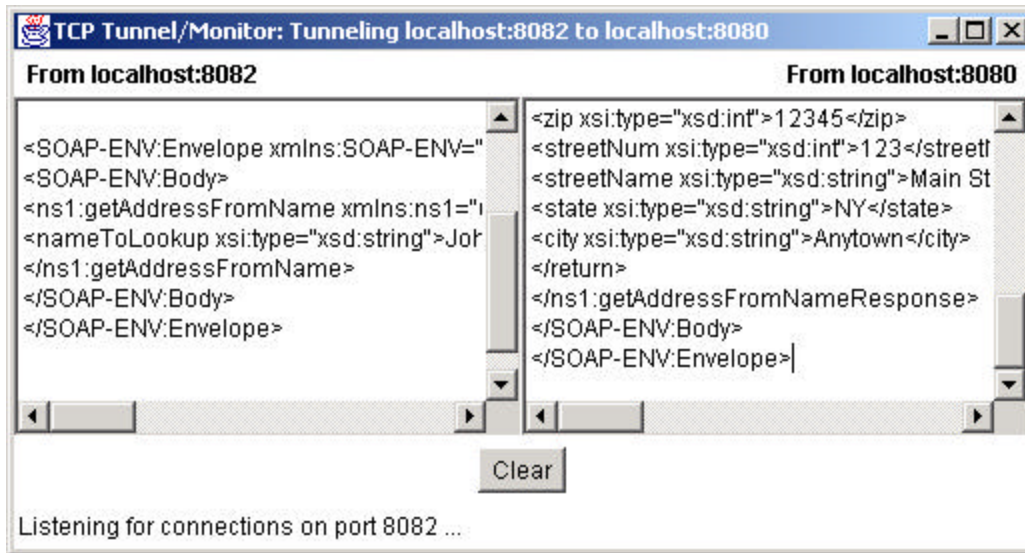 TCP Tunnel/Monitor: Tunneling localhost:8082 to localhost:8080
From localhost:8082
From localhost:8080
<SOAP-ENV:Envelope xmlns:SOAP-ENV="
<SOAP-ENV:Body>
<ns1:getAddressFromName xmlns:ns1="
<nameToLookup xsi:type="xsd:string">Joh
</ns1:getAddressFromName>
</SOAP-ENV:Body>
</SOAP-ENV:Envelope>
<zip xsi:type="xsd:int">12345</zip>
<streetNum xsi:type="xsd:int">123</street
<streetName xsi:type="xsd:string">Main St
<state xsi:type="xsd:string">NY</state>
<city xsi:type="xsd:string">Anytown</city>
</return>
</ns1:getAddressFromNameResponse>
</SOAP-ENV:Body>
</SOAP-ENV:Envelope>
Clear
Listening for connections on port 8082 ...